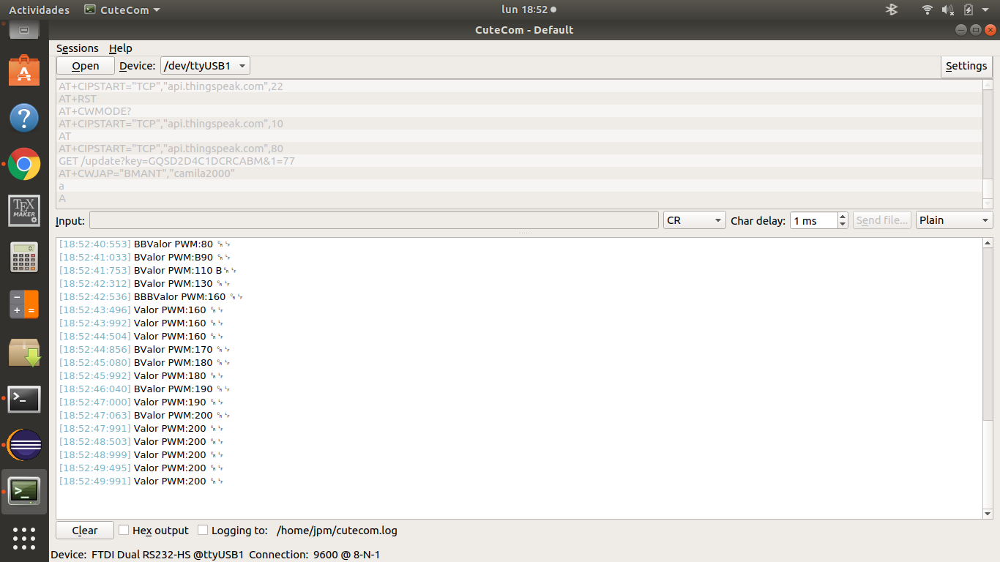 Actividades CuteCom lun 18:52
CuteCom - Default
Sessions Help
Open Device: /dev/ttyUSB1 Settings
AT+CIPSTART="TCP","api.thingspeak.com",22
AT+RST
AT+CWMODE?
AT+CIPSTART="TCP","api.thingspeak.com",10
AT
AT+CIPSTART="TCP","api.thingspeak.com",80
GET /update?key=GQSD2D4C1DCRCABM&1=77
AT+CWJAP="BMANT","camila2000"
a
A
Input: CR Char delay: 1 ms Send file... Plain
[18:52:40:553] BBValor PWM:80 ␍␊
[18:52:41:033] BValor PWM:B90 ␍␊
[18:52:41:753] BValor PWM:110 B␍␊
[18:52:42:312] BValor PWM:130 ␍␊
[18:52:42:536] BBBValor PWM:160 ␍␊
[18:52:43:496] Valor PWM:160 ␍␊
[18:52:43:992] Valor PWM:160 ␍␊
[18:52:44:504] Valor PWM:160 ␍␊
[18:52:44:856] BValor PWM:170 ␍␊
[18:52:45:080] BValor PWM:180 ␍␊
[18:52:45:992] Valor PWM:180 ␍␊
[18:52:46:040] BValor PWM:190 ␍␊
[18:52:47:000] Valor PWM:190 ␍␊
[18:52:47:063] BValor PWM:200 ␍␊
[18:52:47:991] Valor PWM:200 ␍␊
[18:52:48:503] Valor PWM:200 ␍␊
[18:52:48:999] Valor PWM:200 ␍␊
[18:52:49:495] Valor PWM:200 ␍␊
[18:52:49:991] Valor PWM:200 ␍␊
Clear Hex output Logging to: /home/jpm/cutecom.log
Device: FTDI Dual RS232-HS @ttyUSB1 Connection: 9600 @ 8-N-1
TEX
MAKER